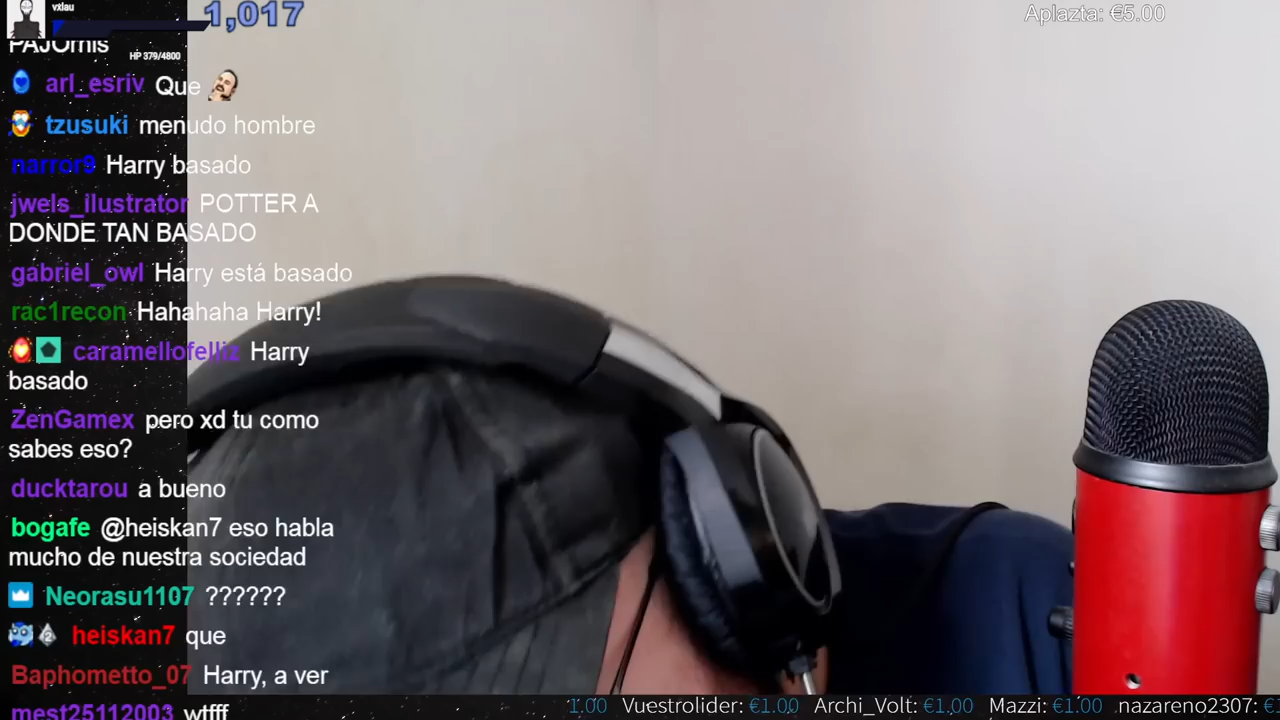 vxlau
1,017
Aplazta: €5.00
PAJOmis
HP 379/4800
arl_esriv Que
tzusuki menudo hombre
narror9 Harry basado
jwels_ilustrator POTTER A
DONDE TAN BASADO
gabriel_owl Harry está basado
rac1recon Hahahaha Harry!
caramellofelliz Harry
basado
ZenGamex pero xd tu como
sabes eso?
ducktarou a bueno
bogafe @heiskan7 eso habla
mucho de nuestra sociedad
Neorasu1107 ??????
heiskan7 que
Baphometto_07 Harry, a ver
mest25112003 wtfff
1.00 Vuestrolider: €1.00 Archi_Volt: €1.00 Mazzi: €1.00 nazareno2307: €